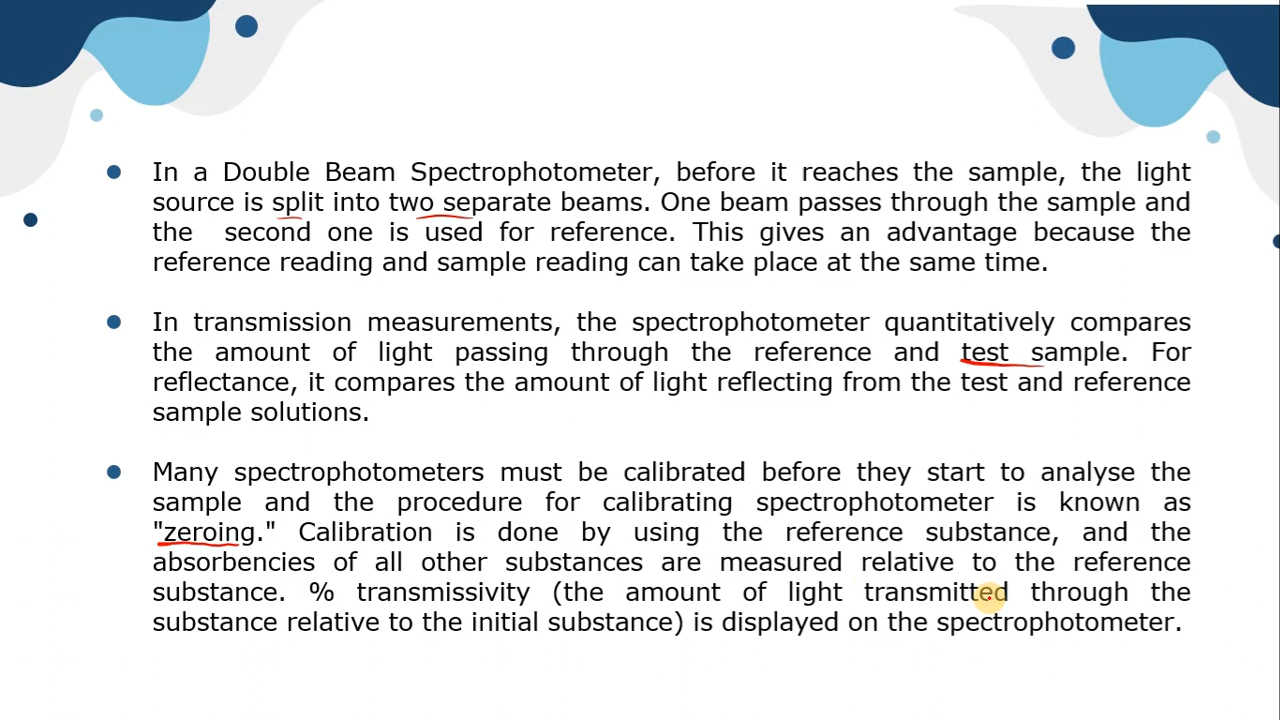 In a Double Beam Spectrophotometer, before it reaches the sample, the light
source is split into two separate beams. One beam passes through the sample and
the second one is used for reference. This gives an advantage because the
reference reading and sample reading can take place at the same time.
In transmission measurements, the spectrophotometer quantitatively compares
the amount of light passing through the reference and test sample. For
reflectance, it compares the amount of light reflecting from the test and reference
sample solutions.
Many spectrophotometers must be calibrated before they start to analyse the
sample and the procedure for calibrating spectrophotometer is known as
"zeroing." Calibration is done by using the reference substance, and the
absorbencies of all other substances are measured relative to the reference
substance. % transmissivity (the amount of light transmitted through the
substance relative to the initial substance) is displayed on the spectrophotometer.